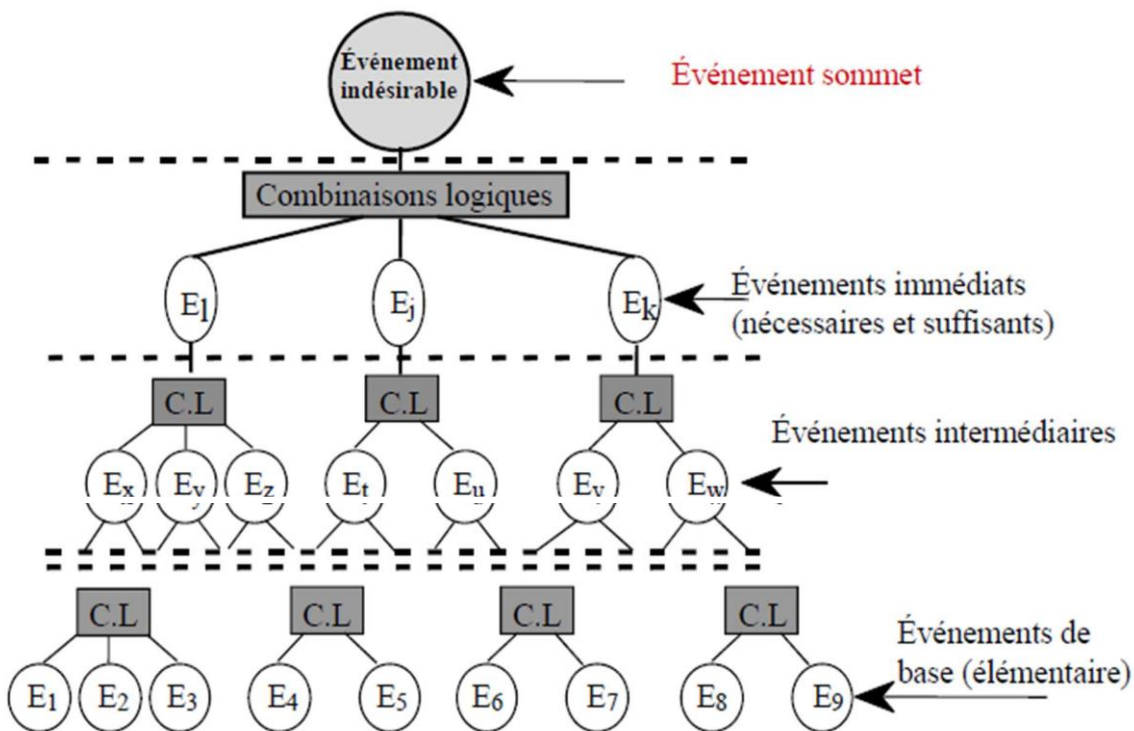 Événement
indésirable
Événement sommet
Combinaisons logiques
El
Ej
Ek
Événements immédiats
(nécessaires et suffisants)
C.L
C.L
C.L
Événements intermédiaires
Ex
Ey
Ez
Et
Eu
Ev
Ew
C.L
C.L
C.L
C.L
Événements de
base (élémentaire)
E1
E2
E3
E4
E5
E6
E7
E8
E9